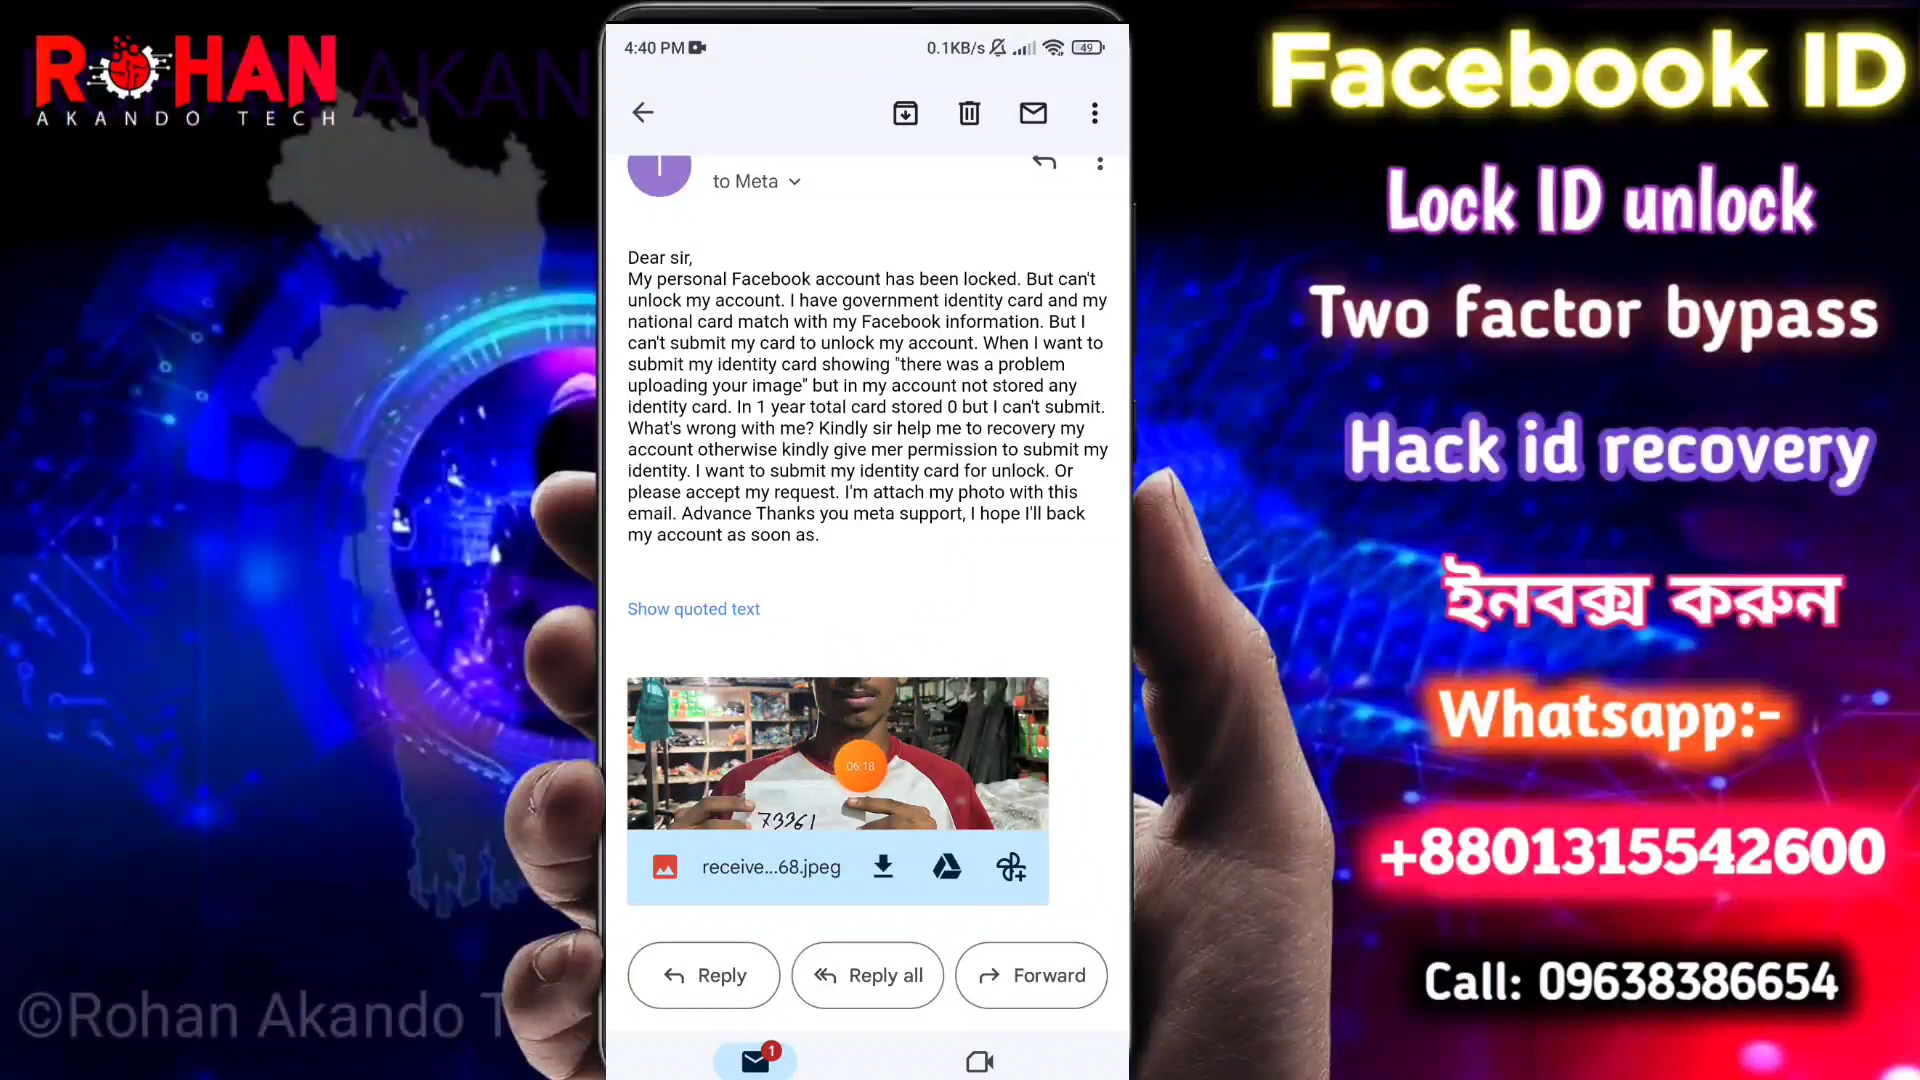 ROHAN
AKANDO TECH
AKAN
©Rohan Akando T
4:40 PM
0.1KB/s
49
to Meta
Dear sir,
My personal Facebook account has been locked. But can't
unlock my account. I have government identity card and my
national card match with my Facebook information. But I
can't submit my card to unlock my account. When I want to
submit my identity card showing "there was a problem
uploading your image" but in my account not stored any
identity card. In 1 year total card stored 0 but I can't submit.
What's wrong with me? Kindly sir help me to recovery my
account otherwise kindly give mer permission to submit my
identity. I want to submit my identity card for unlock. Or
please accept my request. I'm attach my photo with this
email. Advance Thanks you meta support, I hope I'll back
my account as soon as.
Show quoted text
06:18
73361
receive...68.jpeg
Reply
Reply all
Forward
1
Facebook ID
Lock ID unlock
Two factor bypass
Hack id recovery
ইনবক্স করুন
Whatsapp:-
+8801315542600
Call: 09638386654